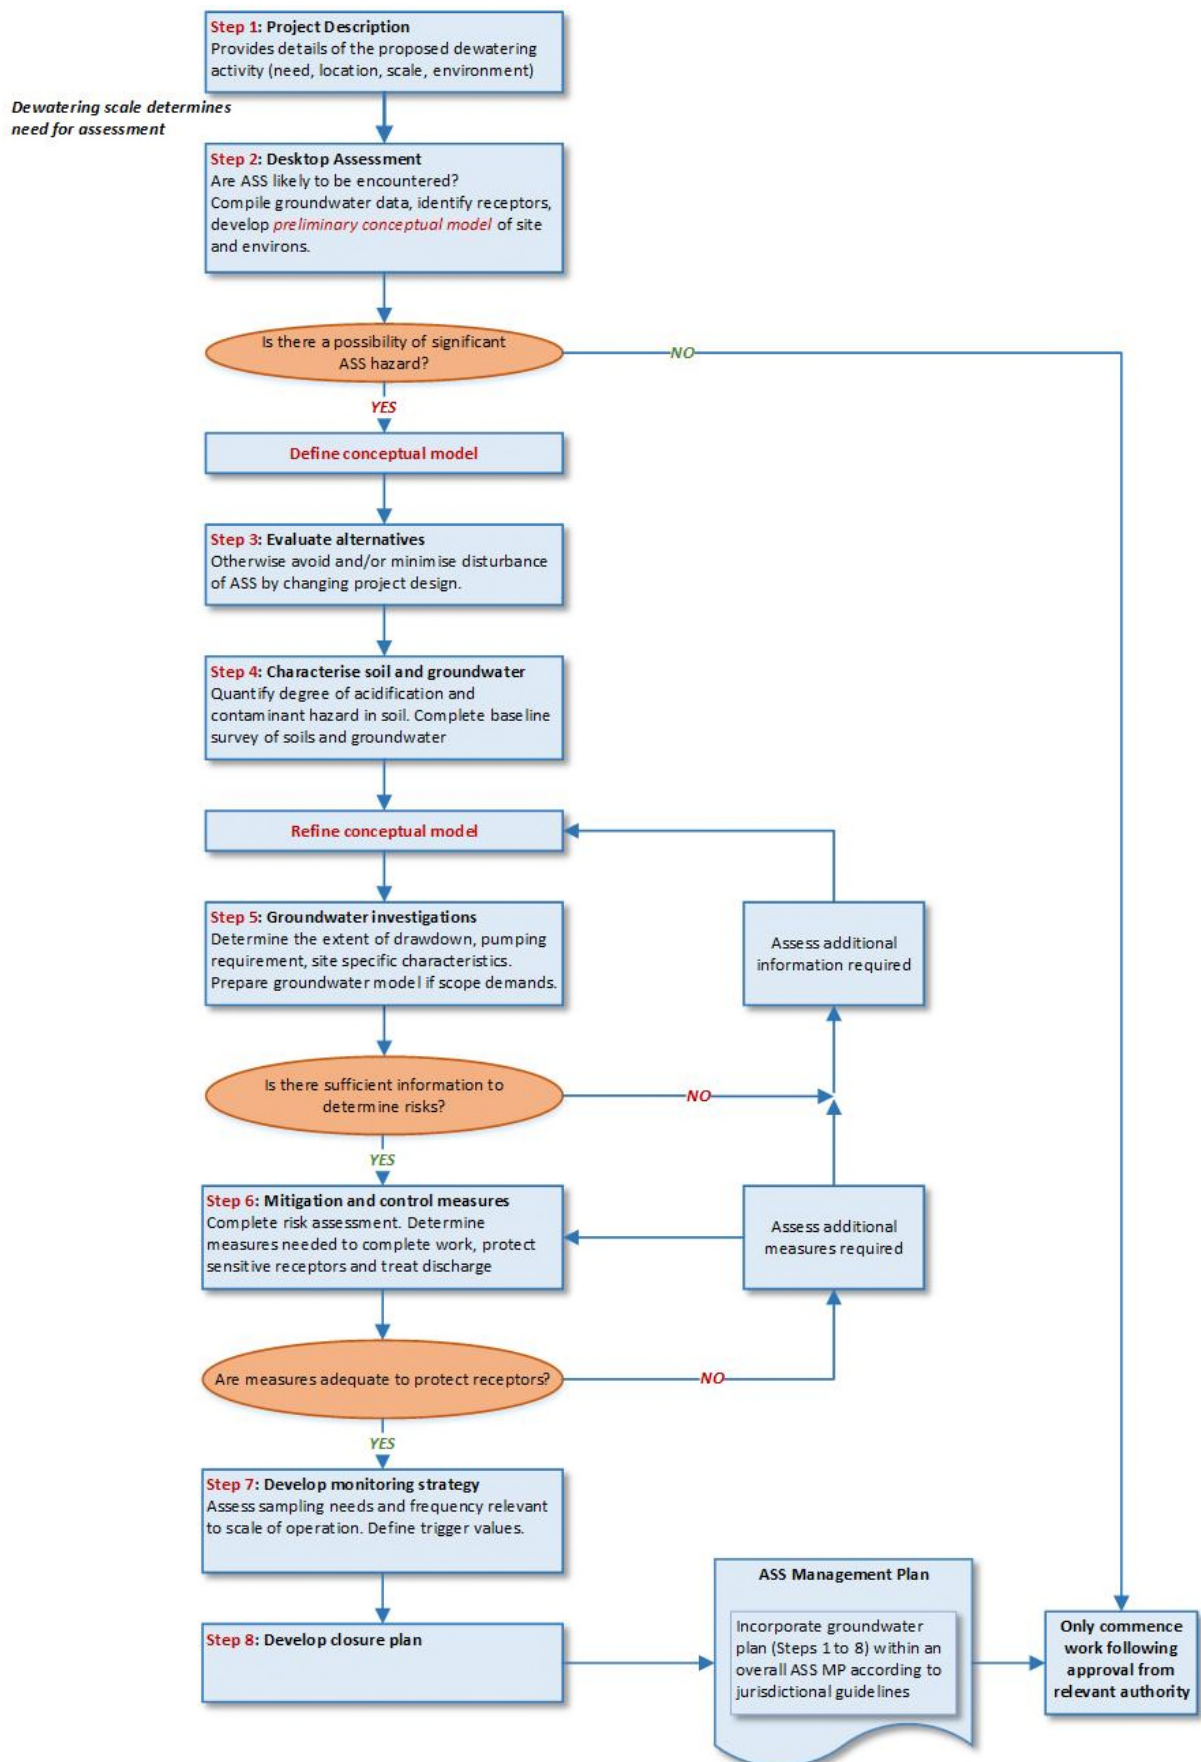 Step 1: Project Description
Provides details of the proposed dewatering
activity (need, location, scale, environment)
Dewatering scale determines
need for assessment
Step 2: Desktop Assessment
Are ASS likely to be encountered?
Compile groundwater data, identify receptors,
develop preliminary conceptual model of site
and environs.
Is there a possibility of significant
ASS hazard?
NO
YES
Define conceptual model
Step 3: Evaluate alternatives
Otherwise avoid and/or minimise disturbance
of ASS by changing project design.
Step 4: Characterise soil and groundwater
Quantify degree of acidification and
contaminant hazard in soil. Complete baseline
survey of soils and groundwater
Refine conceptual model
Step 5: Groundwater investigations
Determine the extent of drawdown, pumping
requirement, site specific characteristics.
Prepare groundwater model if scope demands.
Assess additional
information required
Is there sufficient information to
determine risks?
NO
YES
Step 6: Mitigation and control measures
Complete risk assessment. Determine
measures needed to complete work, protect
sensitive receptors and treat discharge
Assess additional
measures required
Are measures adequate to protect receptors?
NO
YES
Step 7: Develop monitoring strategy
Assess sampling needs and frequency relevant
to scale of operation. Define trigger values.
Step 8: Develop closure plan
ASS Management Plan
Incorporate groundwater
plan (Steps 1 to 8) within an
overall ASS MP according to
jurisdictional guidelines
Only commence
work following
approval from
relevant authority